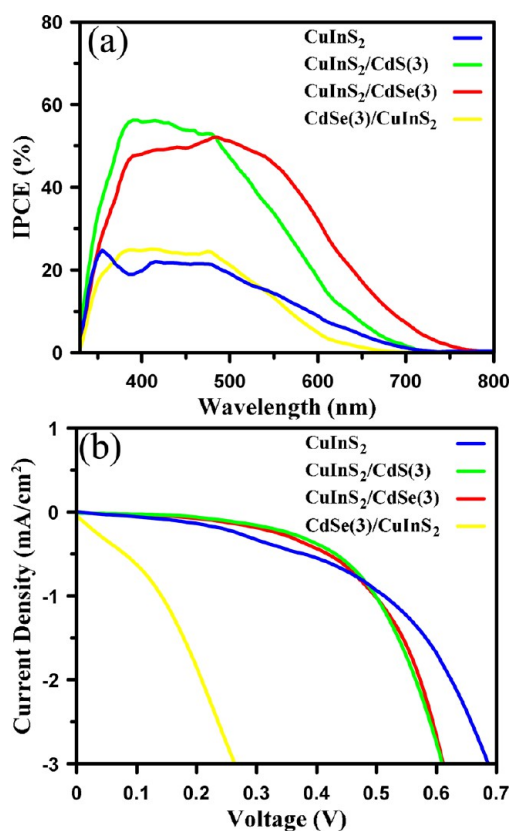 (a)
CuInS₂
CuInS₂/CdS(3)
CuInS₂/CdSe(3)
CdSe(3)/CuInS₂
80
60
40
20
0
IPCE (%)
400 500 600 700 800
Wavelength (nm)
(b)
CuInS₂
CuInS₂/CdS(3)
CuInS₂/CdSe(3)
CdSe(3)/CuInS₂
1
0
-1
-2
-3
Current Density (mA/cm²)
0 0.1 0.2 0.3 0.4 0.5 0.6 0.7
Voltage (V)